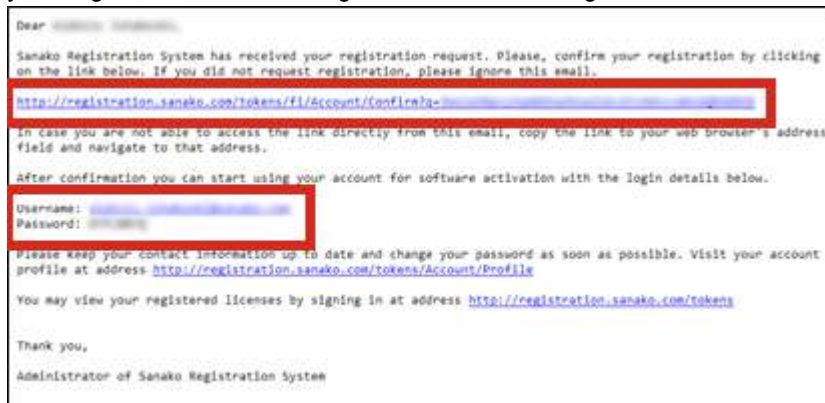 Dear
Sanako Registration System has received your registration request. Please, confirm your registration by clicking
on the link below. If you did not request registration, please ignore this email.
http://registration.sanako.com/tokens/fi/Account/Confirm?q=
In case you are not able to access the link directly from this email, copy the link to your web browser's address
field and navigate to that address.
After confirmation you can start using your account for software activation with the login details below.
Username:
Password:
Please keep your contact information up to date and change your password as soon as possible. Visit your account
profile at address http://registration.sanako.com/tokens/Account/Profile
You may view your registered licenses by signing in at address http://registration.sanako.com/tokens
Thank you,
Administrator of Sanako Registration System